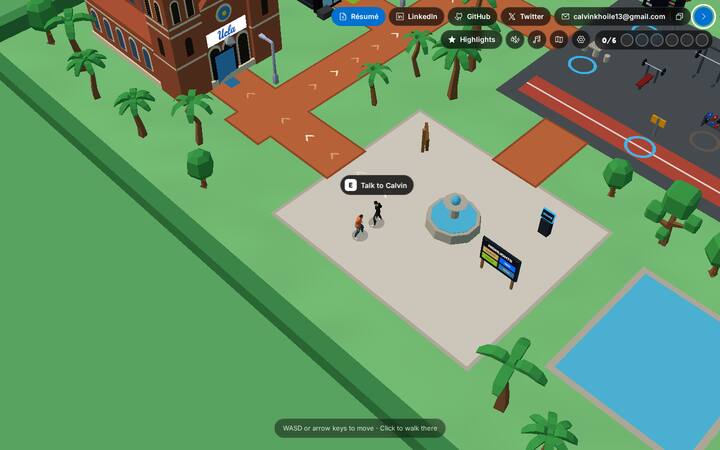 Résumé
LinkedIn
GitHub
Twitter
calvinkhoile13@gmail.com
Highlights
0/6
Ucla
E Talk to Calvin
HIGHLIGHTS
WASD or arrow keys to move · Click to walk there